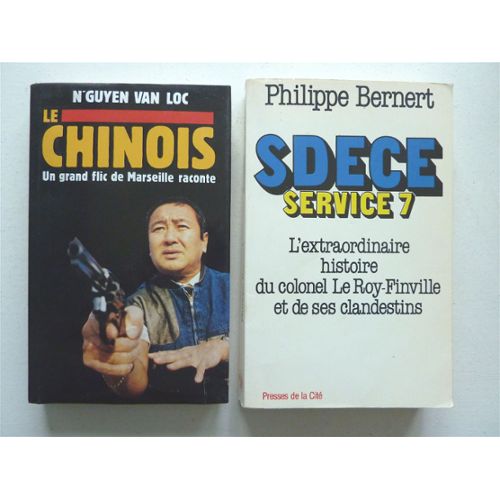 N'GUYEN VAN LOC
LE
CHINOIS
Un grand flic de Marseille raconte
Philippe Bernert
SDECE
SERVICE 7
L'extraordinaire
histoire
du colonel Le Roy-Finville
et de ses clandestins
Presses de la Cité